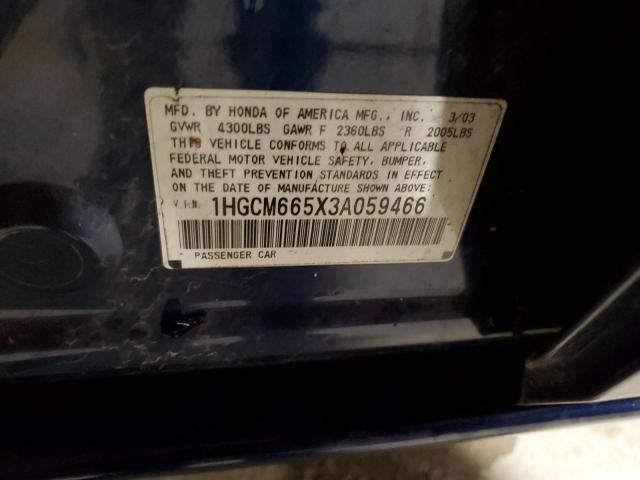 MFD. BY HONDA OF AMERICA MFG., INC. 3/03
GVWR 4300LBS GAWR F 2360LBS R 2005LBS
THIS VEHICLE CONFORMS TO ALL APPLICABLE
FEDERAL MOTOR VEHICLE SAFETY, BUMPER,
AND THEFT PREVENTION STANDARDS IN EFFECT
ON THE DATE OF MANUFACTURE SHOWN ABOVE:
V.I.N. 1HGCM665X3A059466
PASSENGER CAR